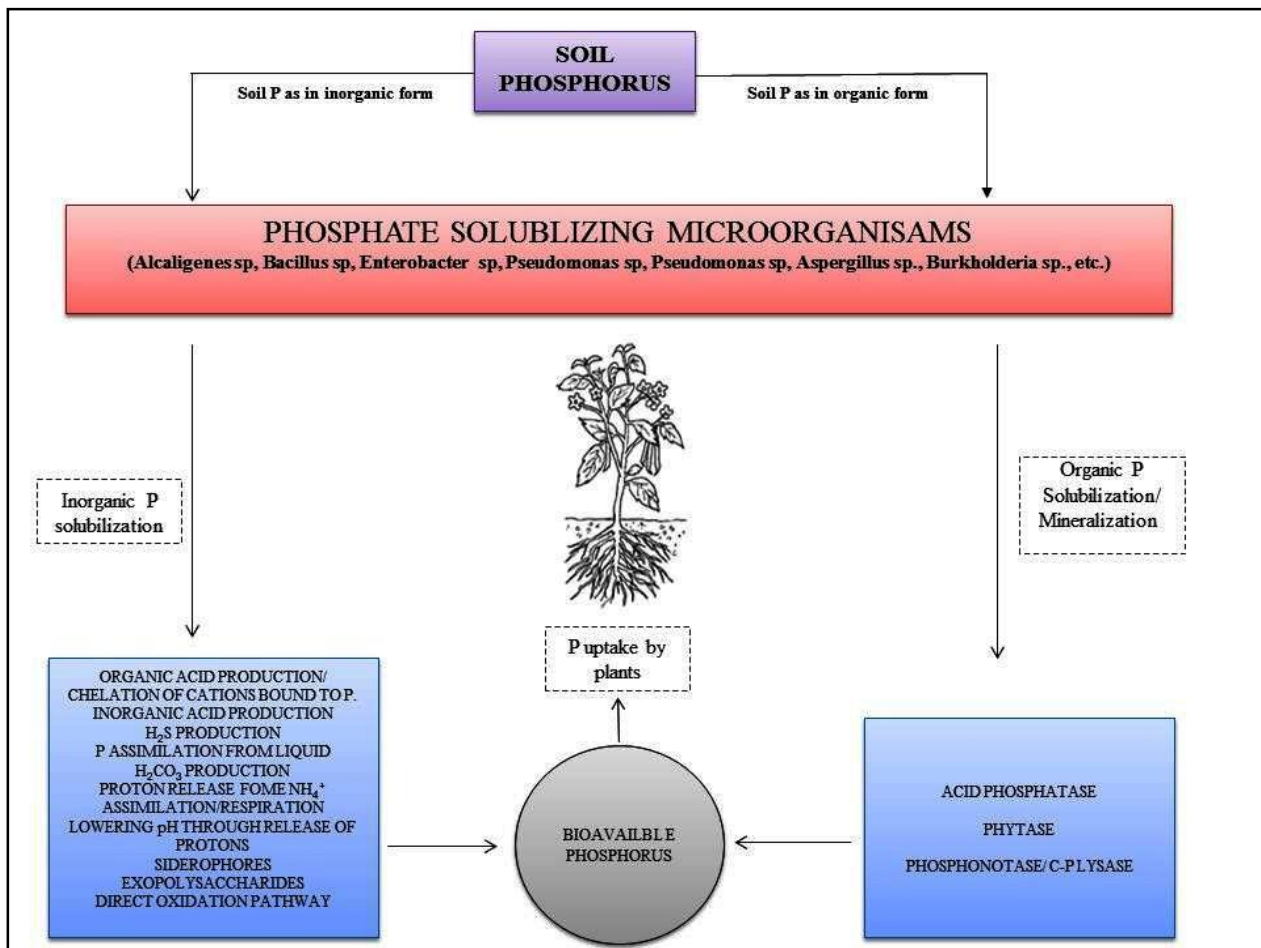 SOIL
PHOSPHORUS
Soil P as in inorganic form
Soil P as in organic form
PHOSPHATE SOLUBLIZING MICROORGANISAMS
(Alcaligenes sp, Bacillus sp, Enterobacter sp, Pseudomonas sp, Pseudomonas sp, Aspergillus sp., Burkholderia sp., etc.)
Inorganic P
solubilization
Organic P
Solubilization/
Mineralization
P uptake by
plants
ORGANIC ACID PRODUCTION/
CHELATION OF CATIONS BOUND TO P.
INORGANIC ACID PRODUCTION
H₂S PRODUCTION
P ASSIMILATION FROM LIQUID
H₂CO₃ PRODUCTION
PROTON RELEASE FOME NH₄⁺
ASSIMILATION/RESPIRATION
LOWERING pH THROUGH RELEASE OF
PROTONS
SIDEROPHORES
EXOPOLYSACCHARIDES
DIRECT OXIDATION PATHWAY
BIOAVAILBLE
PHOSPHORUS
ACID PHOSPHATASE
PHYTASE
PHOSPHONOTASE/ C-P LYSASE